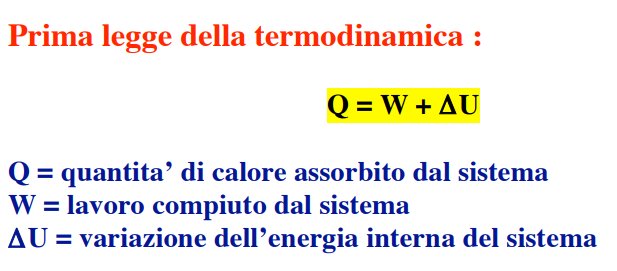 Prima legge della termodinamica :
Q = W + ΔU
Q = quantita’ di calore assorbito dal sistema
W = lavoro compiuto dal sistema
ΔU = variazione dell’energia interna del sistema